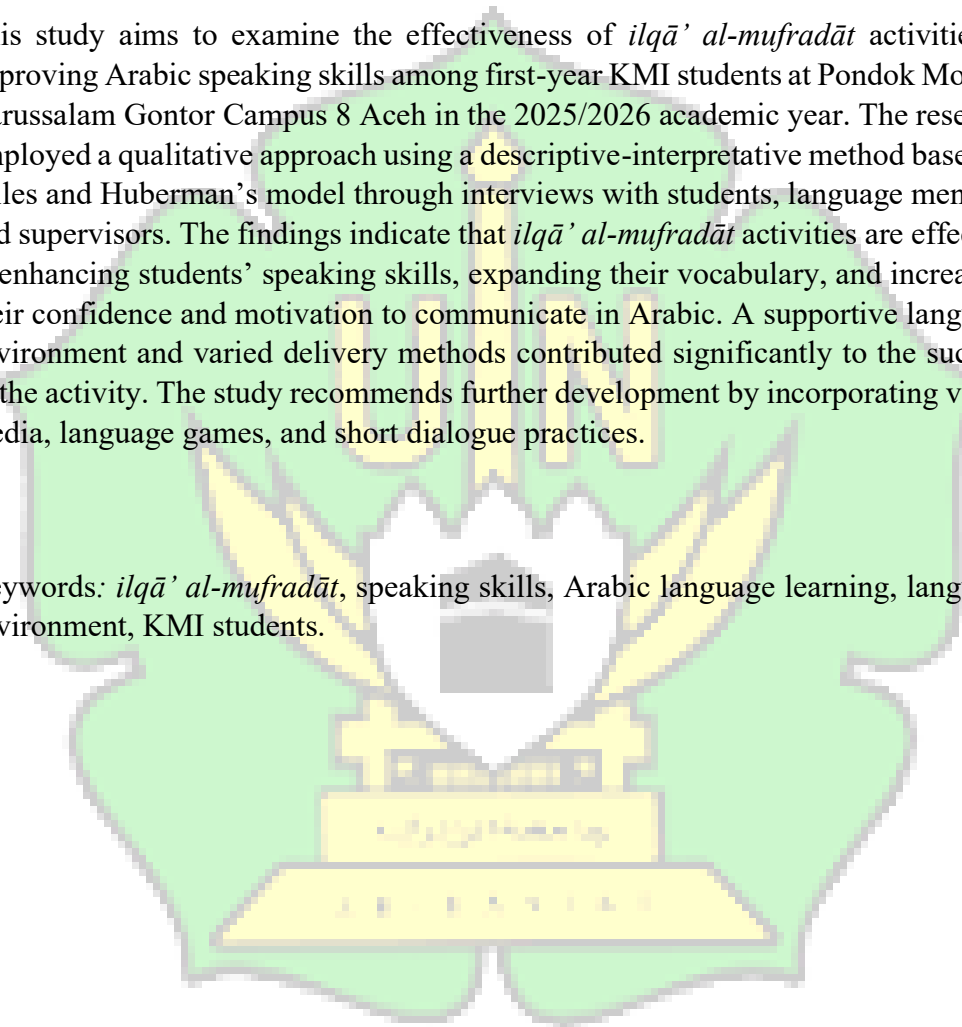 is study aims to examine the effectiveness of ilqā’ al-mufradāt activitie
proving Arabic speaking skills among first-year KMI students at Pondok Mo
russalam Gontor Campus 8 Aceh in the 2025/2026 academic year. The rese
ployed a qualitative approach using a descriptive-interpretative method base
les and Huberman’s model through interviews with students, language men
d supervisors. The findings indicate that ilqā’ al-mufradāt activities are effec
enhancing students’ speaking skills, expanding their vocabulary, and increa
eir confidence and motivation to communicate in Arabic. A supportive lang
vironment and varied delivery methods contributed significantly to the suc
the activity. The study recommends further development by incorporating v
edia, language games, and short dialogue practices.
UIN
eywords: ilqā’ al-mufradāt, speaking skills, Arabic language learning, lang
vironment, KMI students.